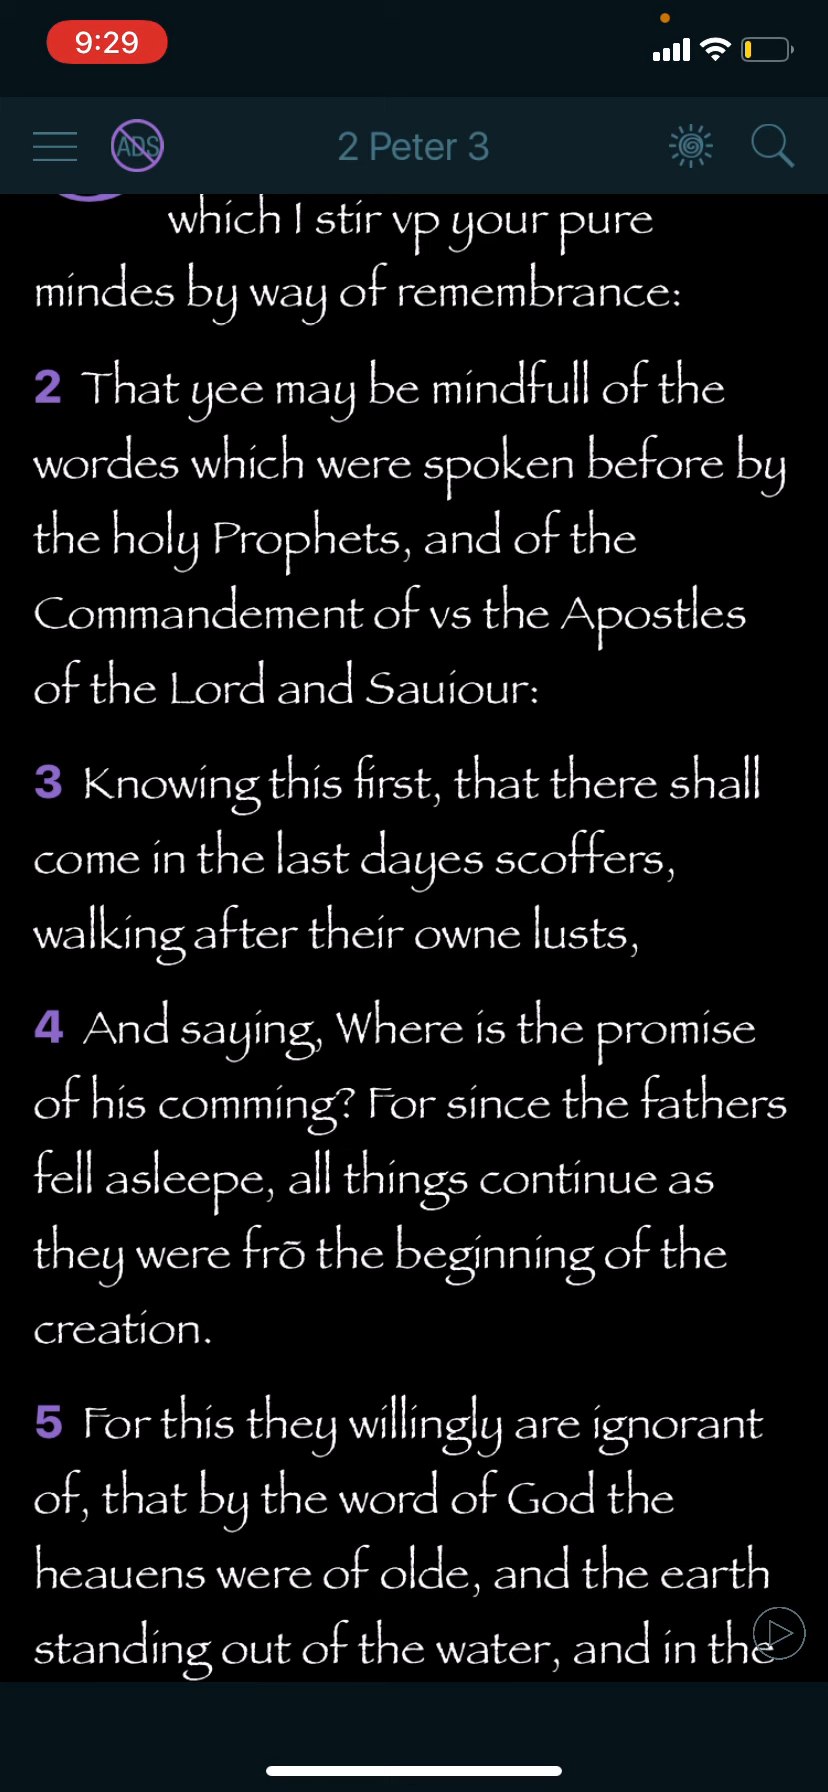 9:29
ADS
2 Peter 3
which I stir vp your pure
mindes by way of remembrance:
2 That yee may be mindfull of the
wordes which were spoken before by
the holy Prophets, and of the
Commandement of vs the Apostles
of the Lord and Sauiour:
3 Knowing this first, that there shall
come in the last dayes scoffers,
walking after their owne lusts,
4 And saying, Where is the promise
of his comming? For since the fathers
fell asleepe, all things continue as
they were frō the beginning of the
creation.
5 For this they willingly are ignorant
of, that by the word of God the
heauens were of olde, and the earth
standing out of the water, and in the